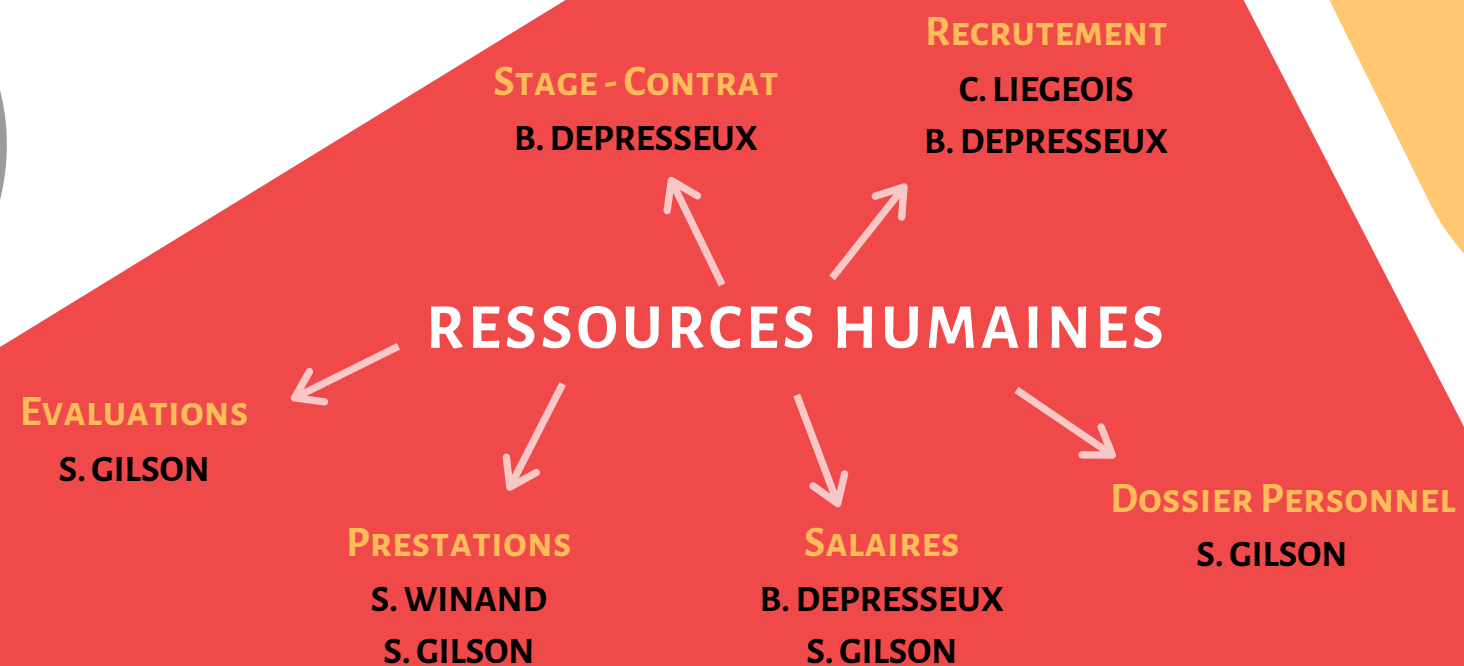 Recrutement
C. LIEGEOIS
B. DEPRESSEUX
Stage - Contrat
B. DEPRESSEUX
RESSOURCES HUMAINES
Evaluations
S. GILSON
Prestations
S. WINAND
S. GILSON
Salaires
B. DEPRESSEUX
S. GILSON
Dossier Personnel
S. GILSON